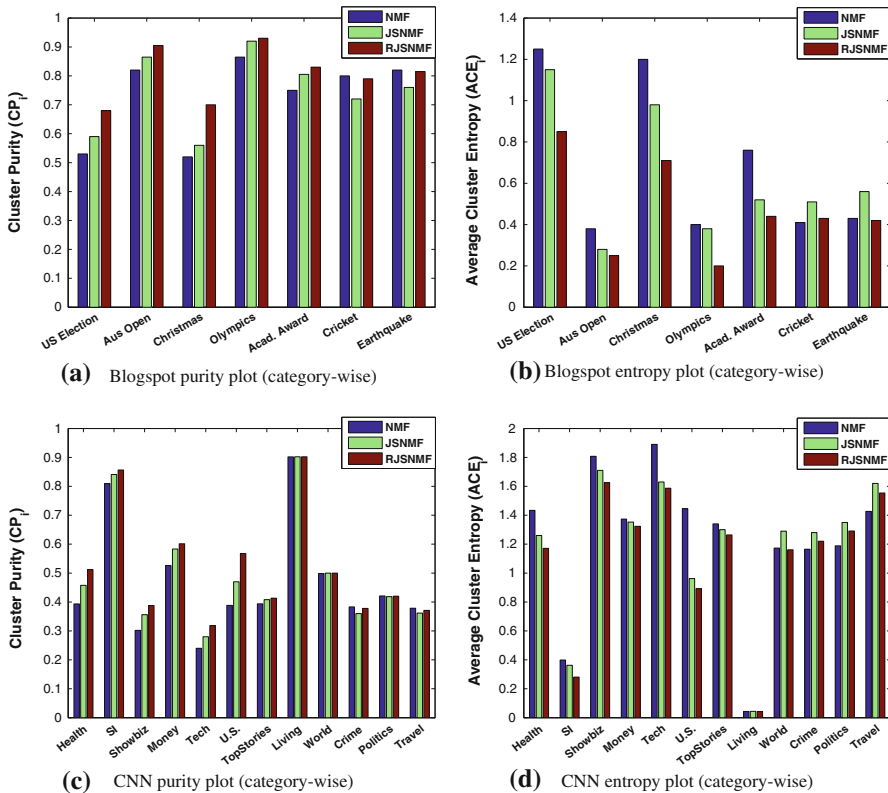 NMF
JSNMF
RJSNMF
Cluster Purity (CPi)
1
0.9
0.8
0.7
0.6
0.5
0.4
0.3
0.2
0.1
0
US Election
Aus Open
Christmas
Olympics
Acad. Award
Cricket
Earthquake
(a) Blogspot purity plot (category-wise)
NMF
JSNMF
RJSNMF
Average Cluster Entropy (ACEi)
1.4
1.2
1
0.8
0.6
0.4
0.2
0
US Election
Aus Open
Christmas
Olympics
Acad. Award
Cricket
Earthquake
(b) Blogspot entropy plot (category-wise)
NMF
JSNMF
RJSNMF
Cluster Purity (CPi)
1
0.9
0.8
0.7
0.6
0.5
0.4
0.3
0.2
0.1
0
Health
SI
Showbiz
Money
Tech
U.S.
TopStories
Living
World
Crime
Politics
Travel
(c) CNN purity plot (category-wise)
NMF
JSNMF
RJSNMF
Average Cluster Entropy (ACEi)
2
1.8
1.6
1.4
1.2
1
0.8
0.6
0.4
0.2
0
Health
SI
Showbiz
Money
Tech
U.S.
TopStories
Living
World
Crime
Politics
Travel
(d) CNN entropy plot (category-wise)